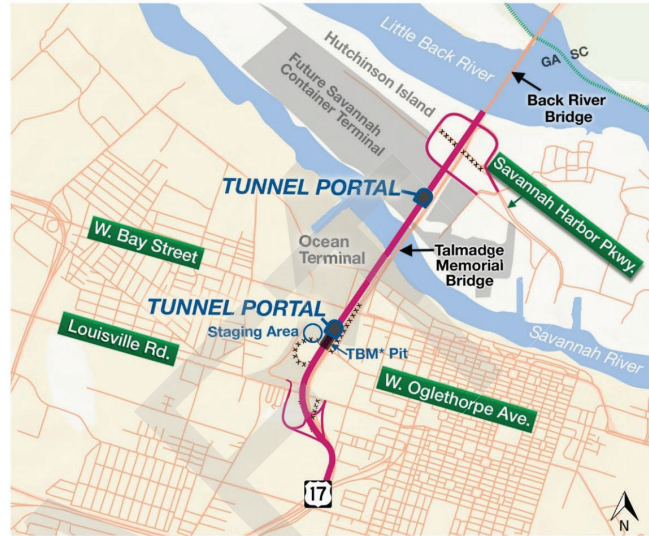 Little Back River
GA SC
Hutchinson Island
Future Savannah
Container Terminal
Back River
Bridge
TUNNEL PORTAL
Savannah Harbor Pkwy.
W. Bay Street
Ocean
Terminal
Talmadge
Memorial
Bridge
TUNNEL PORTAL
Staging Area
Louisville Rd.
TBM* Pit
Savannah River
W. Oglethorpe Ave.
17
N